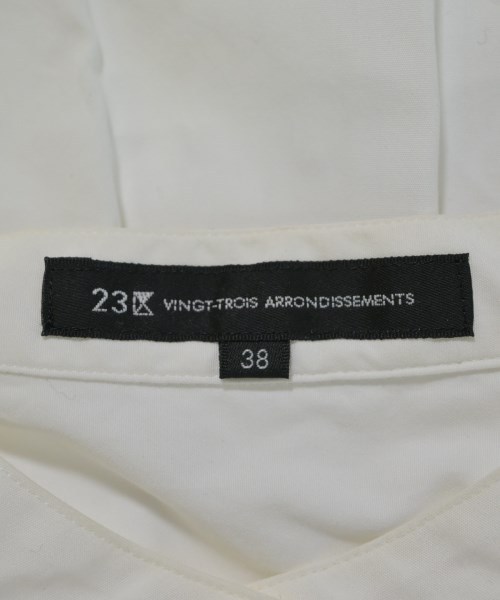 23区 VINGT-TROIS ARRONDISSEMENTS
38